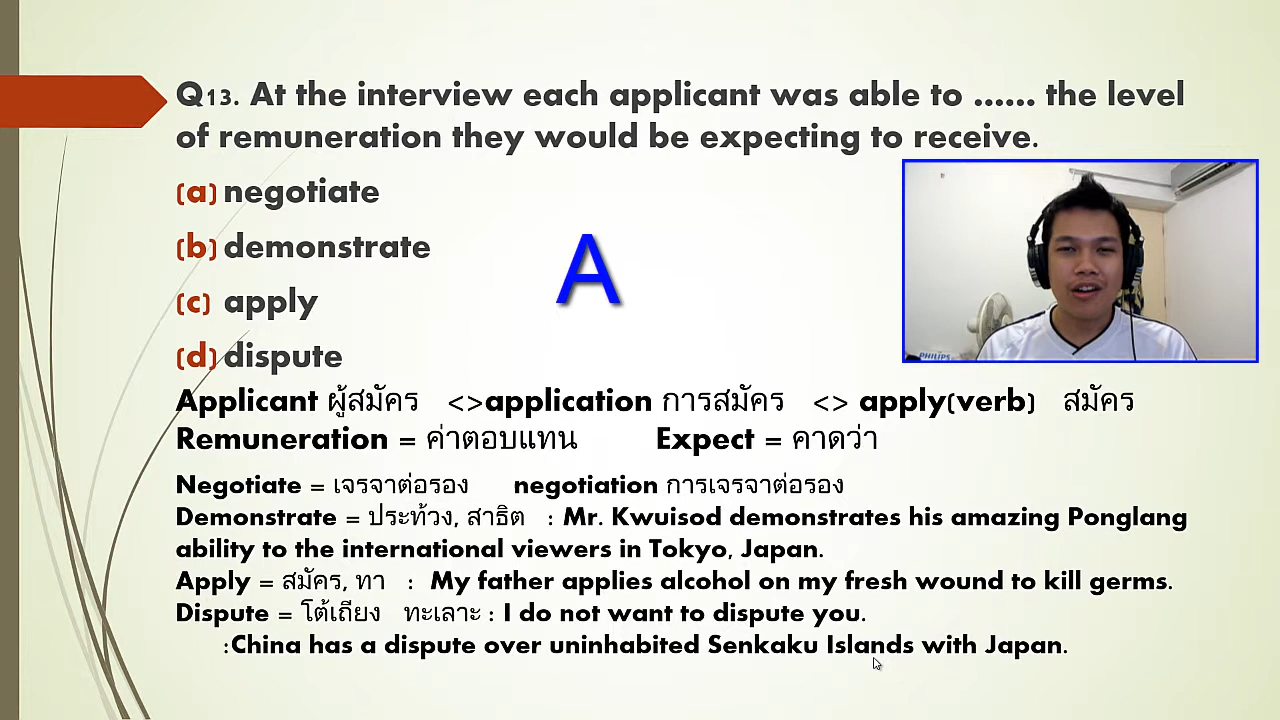 Q13. At the interview each applicant was able to ...... the level
of remuneration they would be expecting to receive.
(a) negotiate
(b) demonstrate
A
(c) apply
(d) dispute
PHILIPS
Applicant ผู้สมัคร <>application การสมัคร <> apply(verb) สมัคร
Remuneration = ค่าตอบแทน Expect = คาดว่า
Negotiate = เจรจาต่อรอง negotiation การเจรจาต่อรอง
Demonstrate = ประท้วง, สาธิต : Mr. Kwuisod demonstrates his amazing Ponglang
ability to the international viewers in Tokyo, Japan.
Apply = สมัคร, ทา : My father applies alcohol on my fresh wound to kill germs.
Dispute = โต้เถียง ทะเลาะ : I do not want to dispute you.
:China has a dispute over uninhabited Senkaku Islands with Japan.